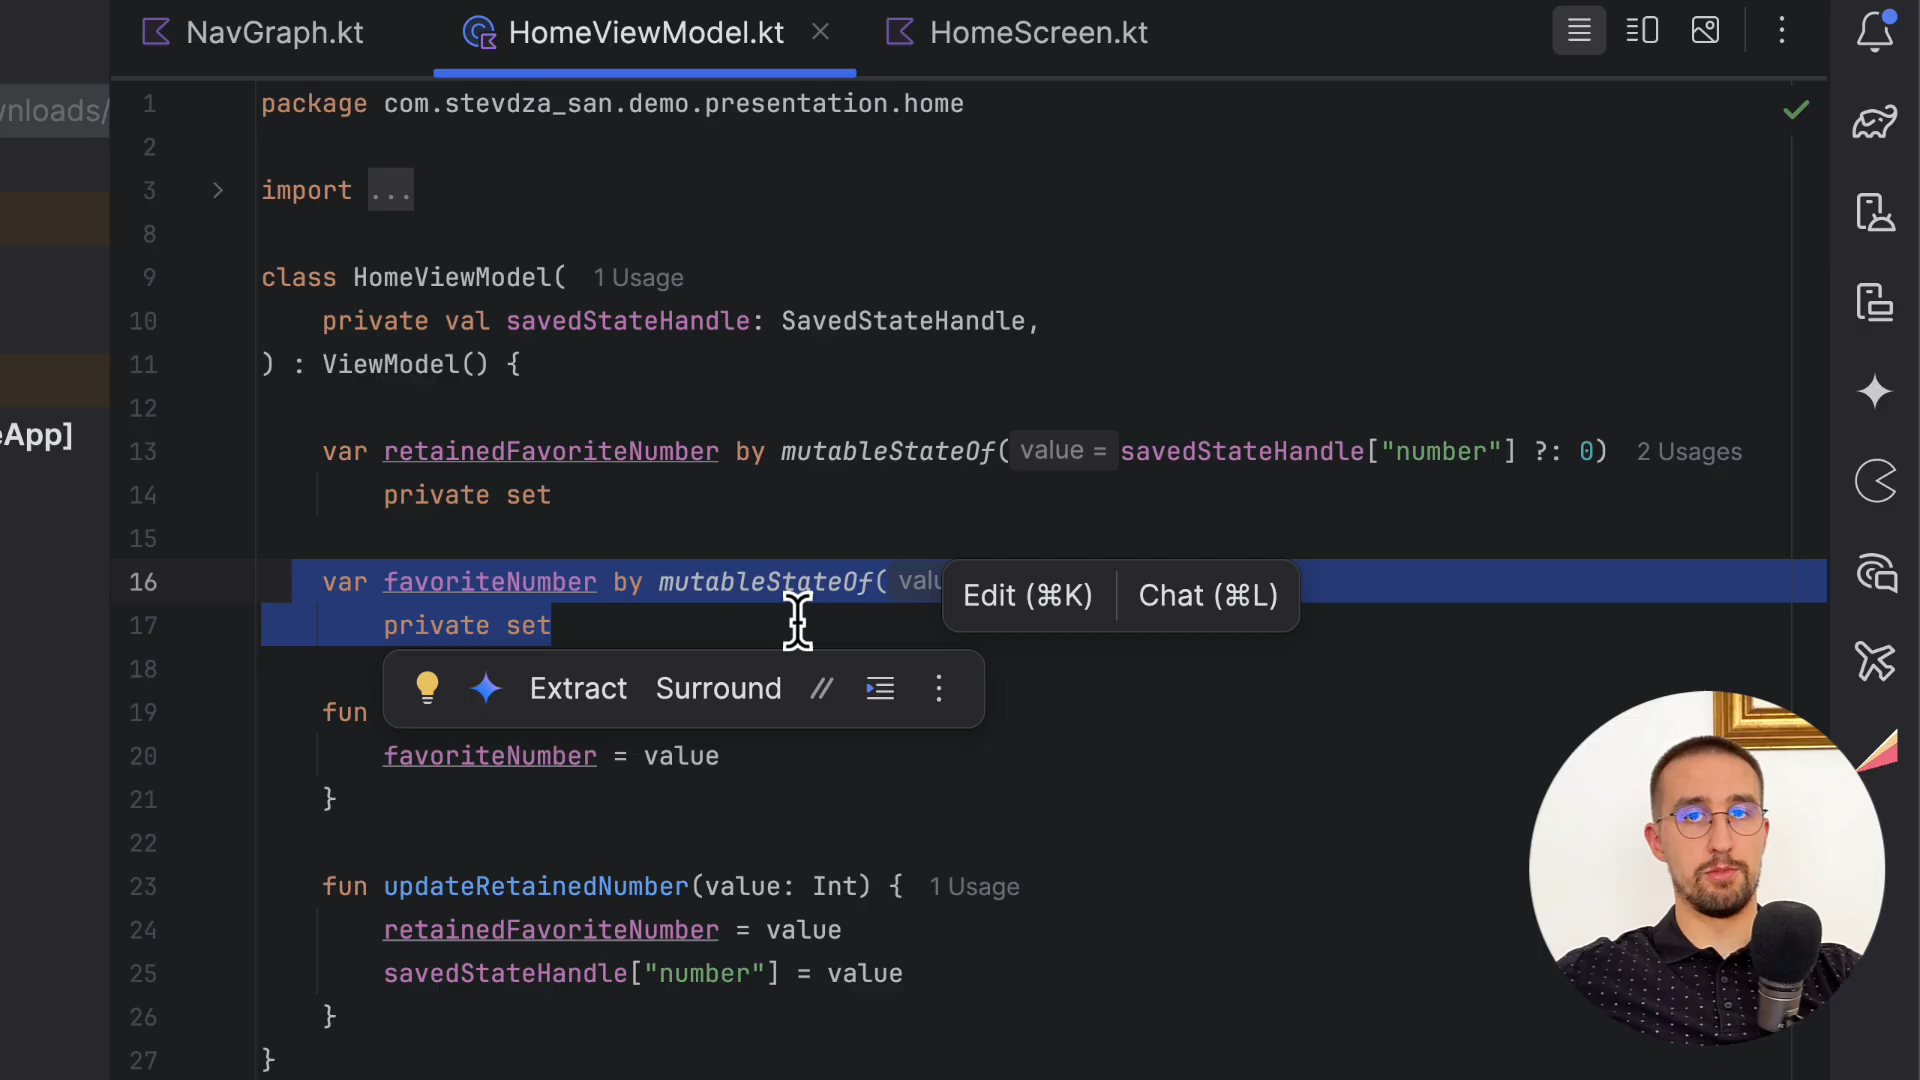 NavGraph.kt
HomeViewModel.kt
HomeScreen.kt
wnloads/
eApp]
1 package com.stevdza_san.demo.presentation.home
2
3 import ...
8
9 class HomeViewModel( 1 Usage
10 private val savedStateHandle: SavedStateHandle,
11 ) : ViewModel() {
12
13 var retainedFavoriteNumber by mutableStateOf( value = savedStateHandle["number"] ?: 0) 2 Usages
14 private set
15
16 var favoriteNumber by mutableStateOf( valu
Edit (⌘K) Chat (⌘L)
17 private set
18
Extract Surround //
19 fun
20 favoriteNumber = value
21 }
22
23 fun updateRetainedNumber(value: Int) { 1 Usage
24 retainedFavoriteNumber = value
25 savedStateHandle["number"] = value
26 }
27 }